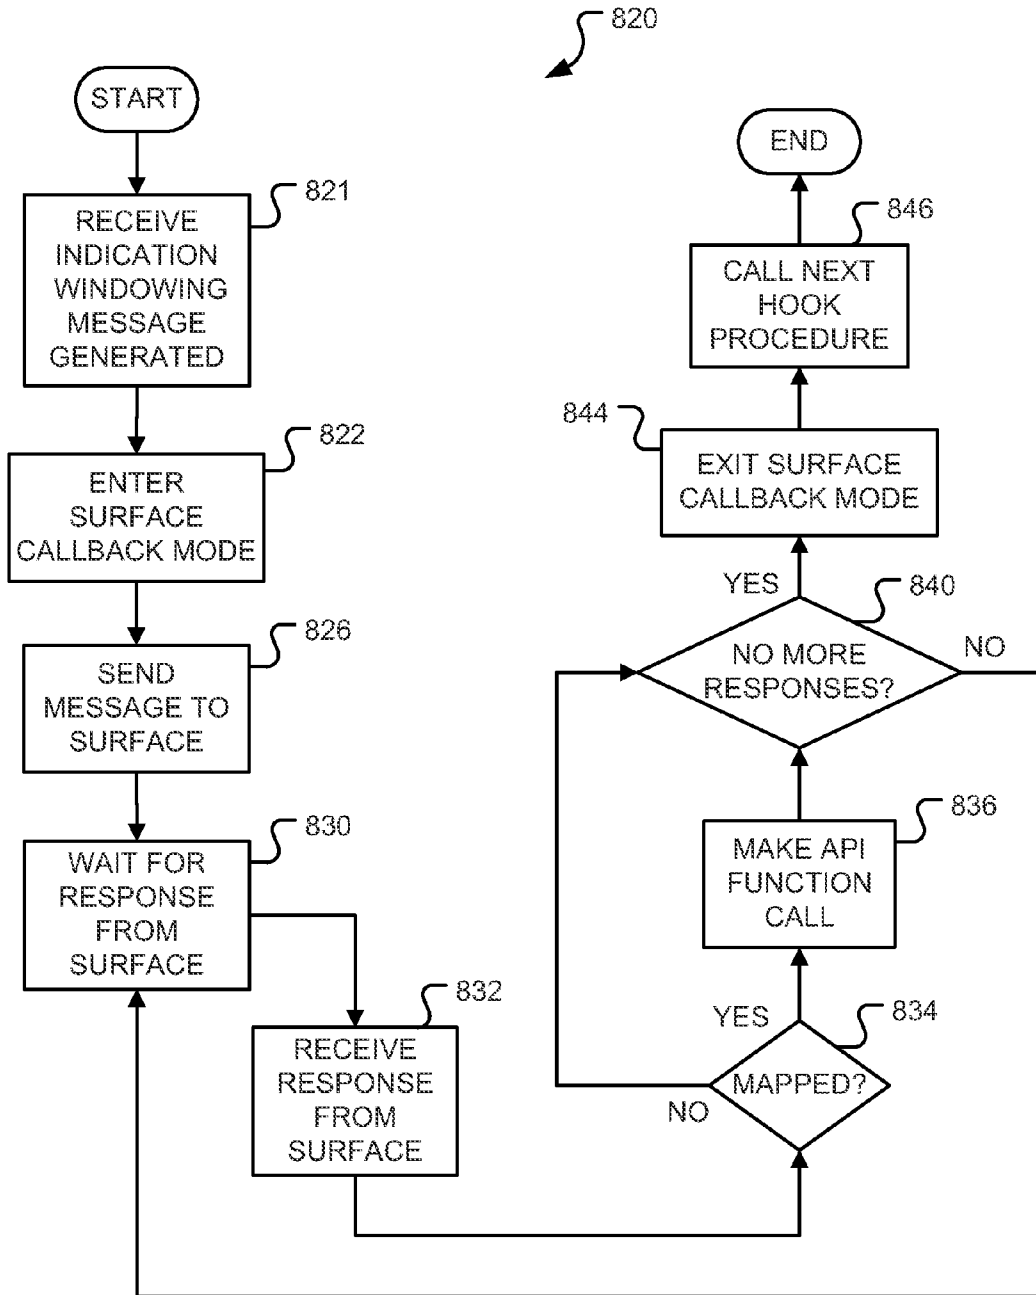 820
START
821
RECEIVE
INDICATION
WINDOWING
MESSAGE
GENERATED
822
ENTER
SURFACE
CALLBACK MODE
826
SEND
MESSAGE TO
SURFACE
830
WAIT FOR
RESPONSE
FROM
SURFACE
832
RECEIVE
RESPONSE
FROM
SURFACE
834
MAPPED?
NO
YES
836
MAKE API
FUNCTION
CALL
840
NO MORE
RESPONSES?
NO
YES
844
EXIT SURFACE
CALLBACK MODE
846
CALL NEXT
HOOK
PROCEDURE
END